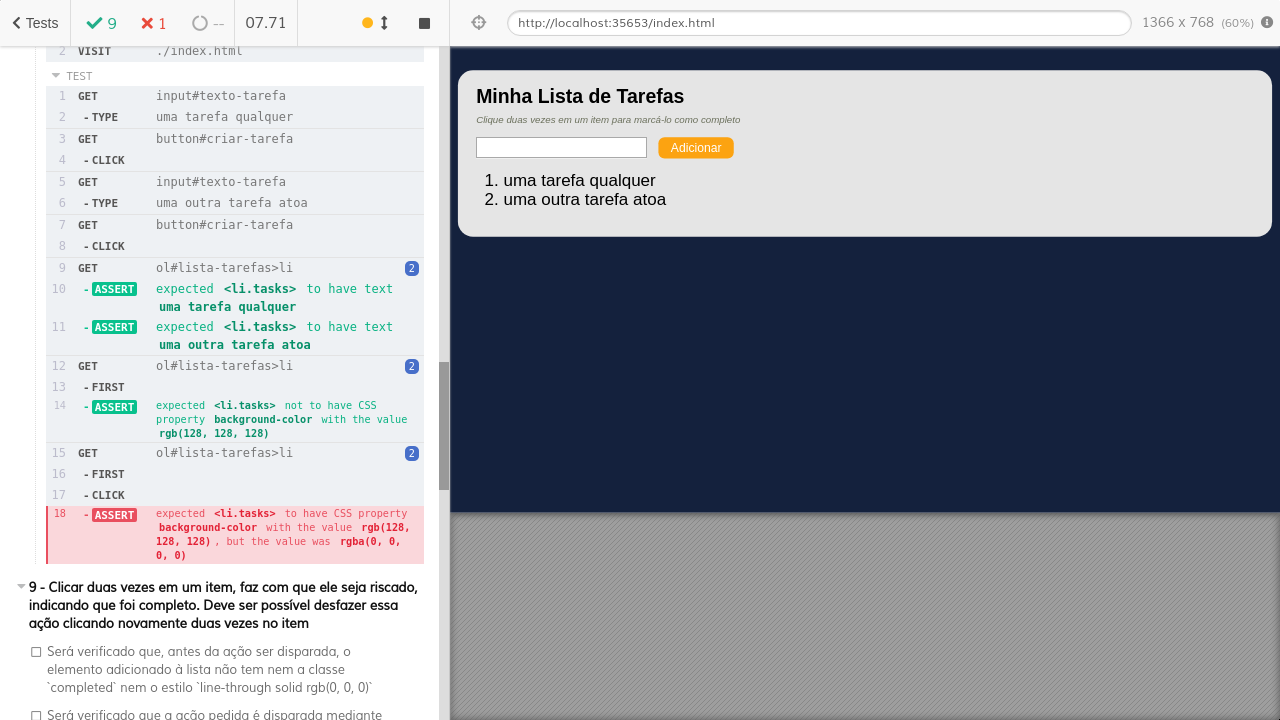 Tests 9 1 -- 07.71 http://localhost:35653/index.html 1366 x 768 (60%)
2 VISIT ./index.html
TEST
1 GET input#texto-tarefa
2 -TYPE uma tarefa qualquer
3 GET button#criar-tarefa
4 -CLICK
5 GET input#texto-tarefa
6 -TYPE uma outra tarefa atoa
7 GET button#criar-tarefa
8 -CLICK
9 GET ol#lista-tarefas>li 2
10 -ASSERT expected <li.tasks> to have text
uma tarefa qualquer
11 -ASSERT expected <li.tasks> to have text
uma outra tarefa atoa
12 GET ol#lista-tarefas>li 2
13 -FIRST
14 -ASSERT expected <li.tasks> not to have CSS
property background-color with the value
rgb(128, 128, 128)
15 GET ol#lista-tarefas>li 2
16 -FIRST
17 -CLICK
18 -ASSERT expected <li.tasks> to have CSS property
background-color with the value rgb(128,
128, 128), but the value was rgba(0, 0,
0, 0)
9 - Clicar duas vezes em um item, faz com que ele seja riscado,
indicando que foi completo. Deve ser possível desfazer essa
ação clicando novamente duas vezes no item
Será verificado que, antes da ação ser disparada, o
elemento adicionado à lista não tem nem a classe
`completed` nem o estilo `line-through solid rgb(0, 0, 0)`
Será verificado que a ação pedida é disparada mediante
Minha Lista de Tarefas
Clique duas vezes em um item para marcá-lo como completo
Adicionar
1. uma tarefa qualquer
2. uma outra tarefa atoa